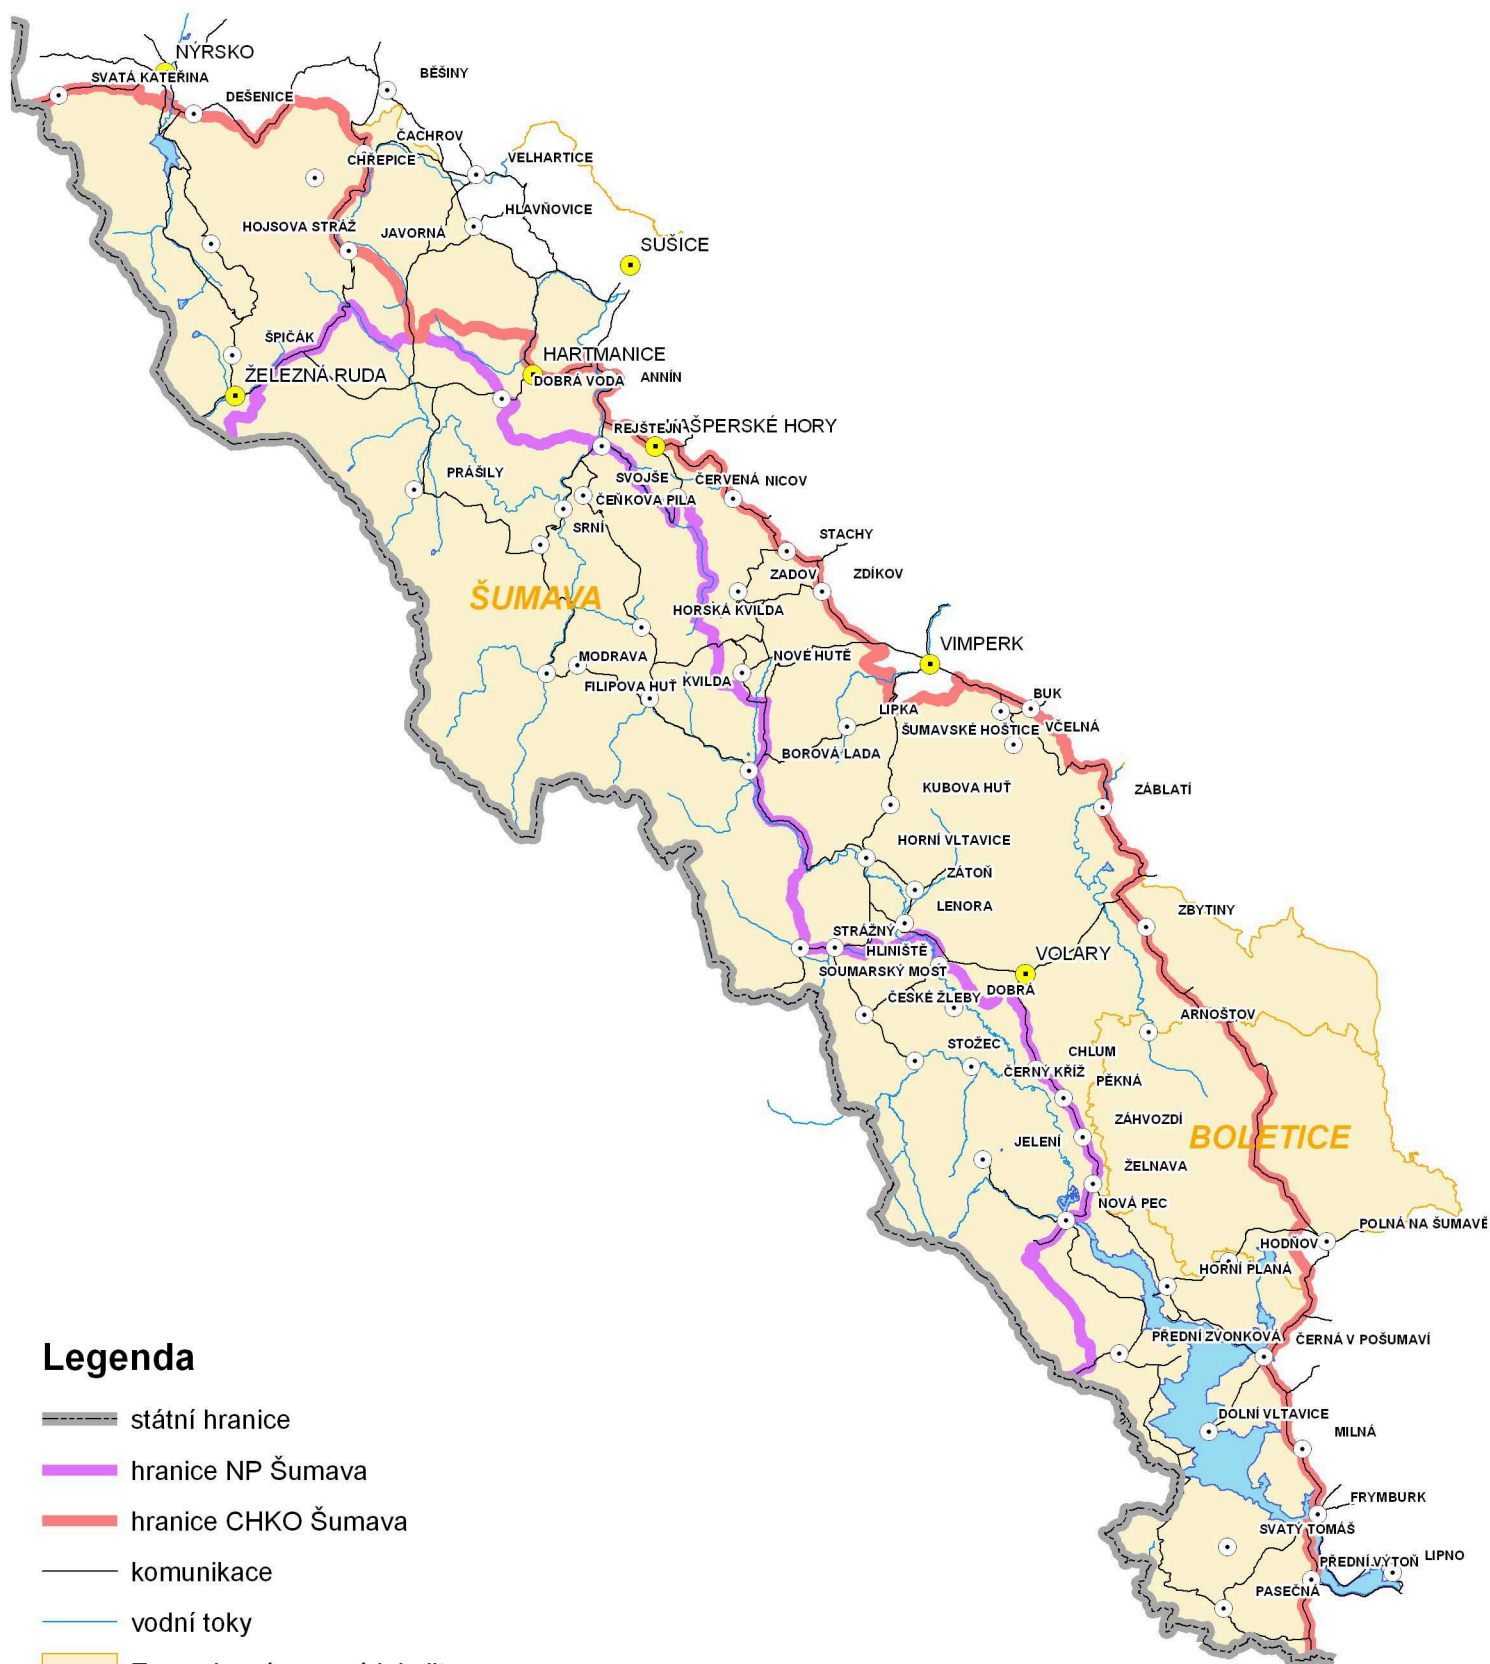 NÝRSKO
BĚŠINY
SVATÁ KATEŘINA
DEŠENICE
ČACHROV
CHŘEPICE
VELHARTICE
HLAVŇOVICE
HOJSOVA STRÁŽ
JAVORNÁ
SUŠICE
ŠPIČÁK
HARTMANICE
ŽELEZNÁ RUDA
DOBRÁ VODA
ANNÍN
REJŠTEJN
KAŠPERSKÉ HORY
PRÁŠILY
SVOJŠE
ČERVENÁ
NICOV
ČEŇKOVA PILA
SRNÍ
STACHY
ZADOV
ZDÍKOV
ŠUMAVA
HORSKÁ KVILDA
VIMPERK
MODRAVA
NOVÉ HUTĚ
FILIPOVA HUŤ
KVILDA
BUK
LIPKA
ŠUMAVSKÉ HOŠTICE
VČELNÁ
BOROVÁ LADA
KUBOVA HUŤ
ZÁBLATÍ
HORNÍ VLTAVICE
ZÁTOŇ
LENORA
ZBYTINY
STRÁŽNÝ
HLINIŠTĚ
VOLARY
SOUMARSKÝ MOST
ČESKÉ ŽLEBY
DOBRÁ
ARNOŠTOV
STOŽEC
CHLUM
ČERNÝ KŘÍŽ
PĚKNÁ
ZÁHVOZDÍ
BOLETICE
JELENÍ
ŽELNAVA
NOVÁ PEC
POLNÁ NA ŠUMAVĚ
HODŇOV
HORNÍ PLANÁ
PŘEDNÍ ZVONKOVÁ
ČERNÁ V POŠUMAVÍ
DOLNÍ VLTAVICE
MILNÁ
FRYMBURK
SVATÝ TOMÁŠ
PŘEDNÍ VÝTOŇ
LIPNO
PASEČNÁ
Legenda
státní hranice
hranice NP Šumava
hranice CHKO Šumava
komunikace
vodní toky